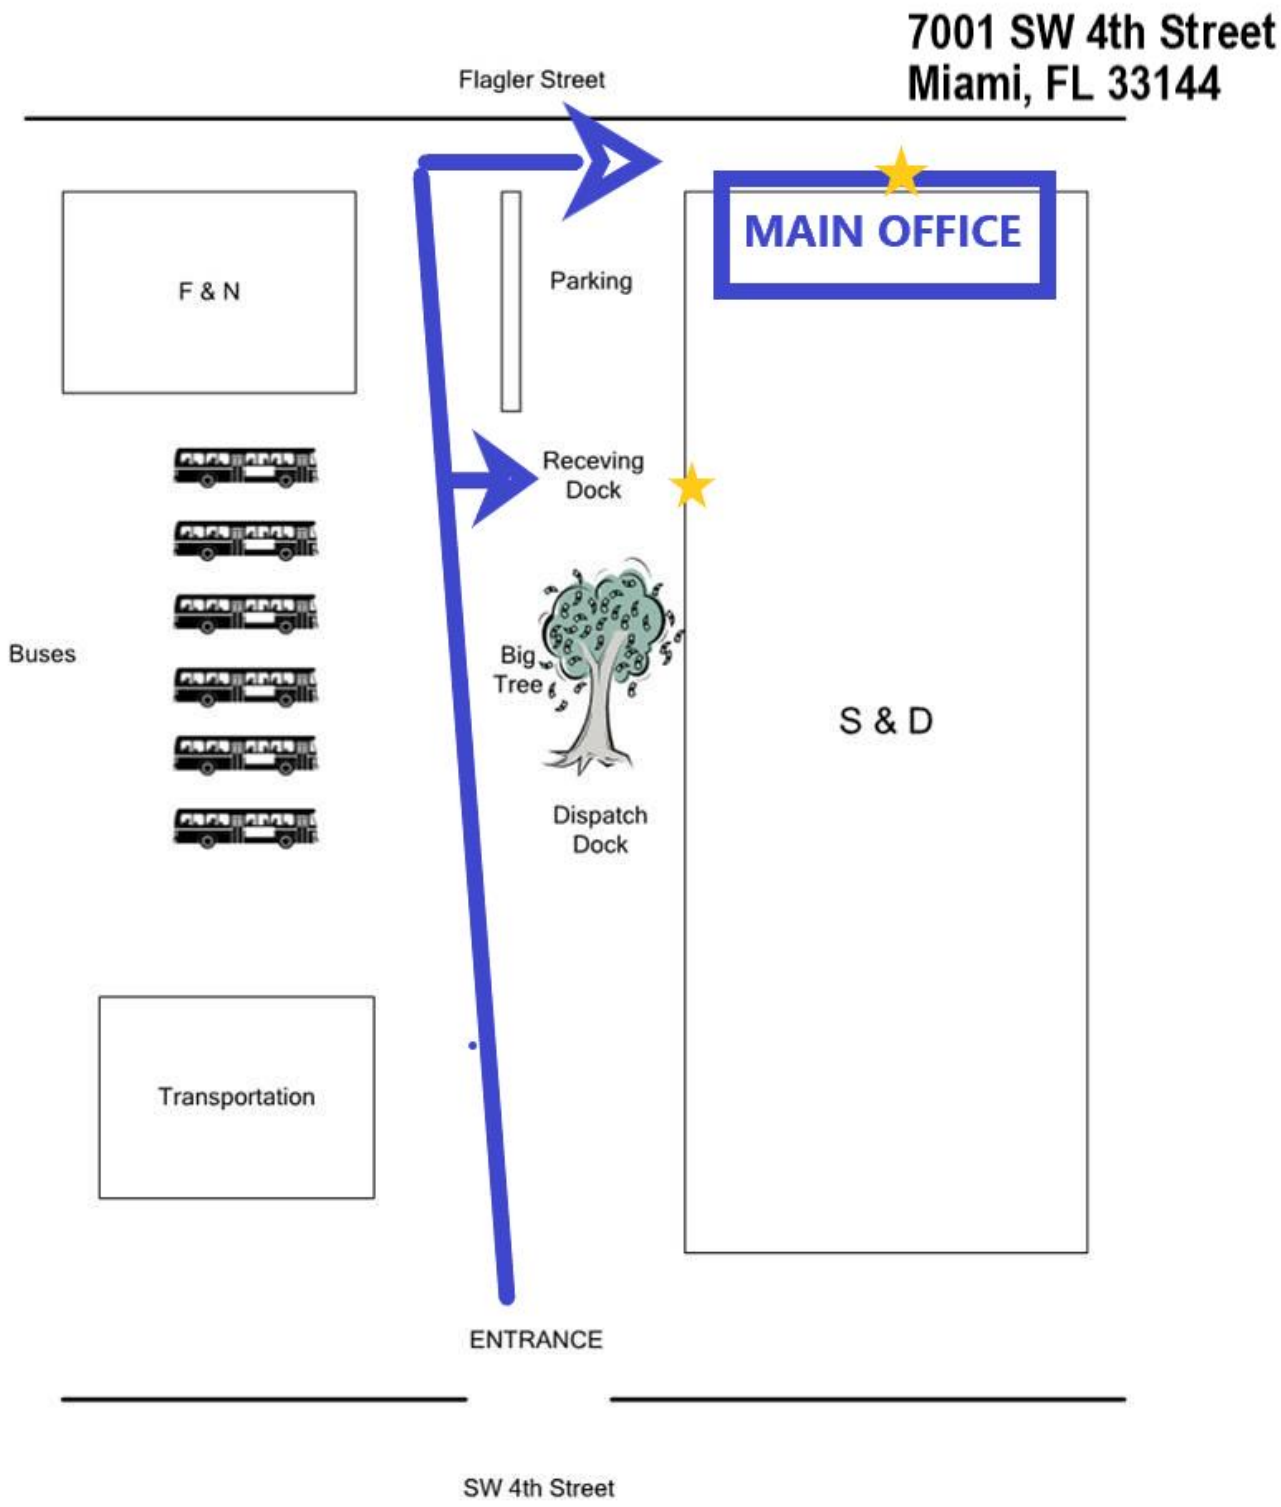 7001 SW 4th Street
Miami, FL 33144
Flagler Street
MAIN OFFICE
F & N
Parking
Receving
Dock
Buses
Big
Tree
S & D
Dispatch
Dock
Transportation
ENTRANCE
SW 4th Street